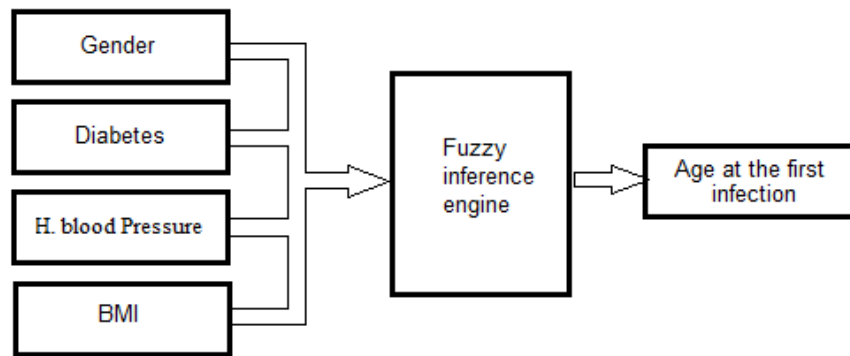 Gender
Diabetes
H. blood Pressure
BMI
Fuzzy
inference
engine
Age at the first
infection